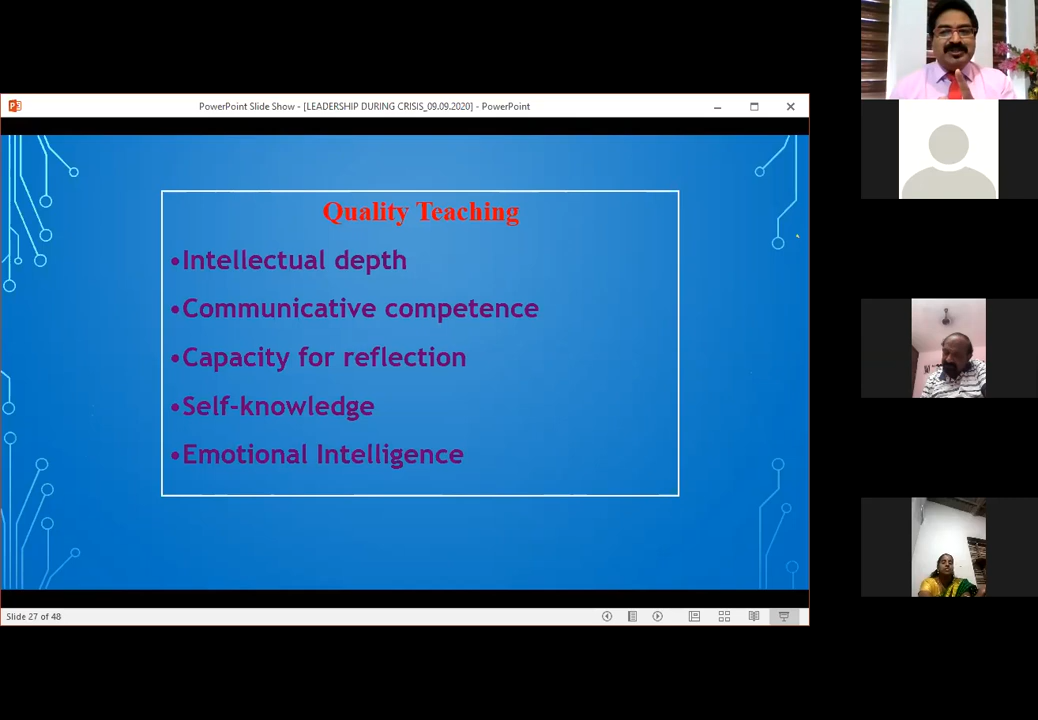 PowerPoint Slide Show - [LEADERSHIP DURING CRISIS_09.09.2020] - PowerPoint
Quality Teaching
•Intellectual depth
•Communicative competence
•Capacity for reflection
•Self-knowledge
•Emotional Intelligence
Slide 27 of 48